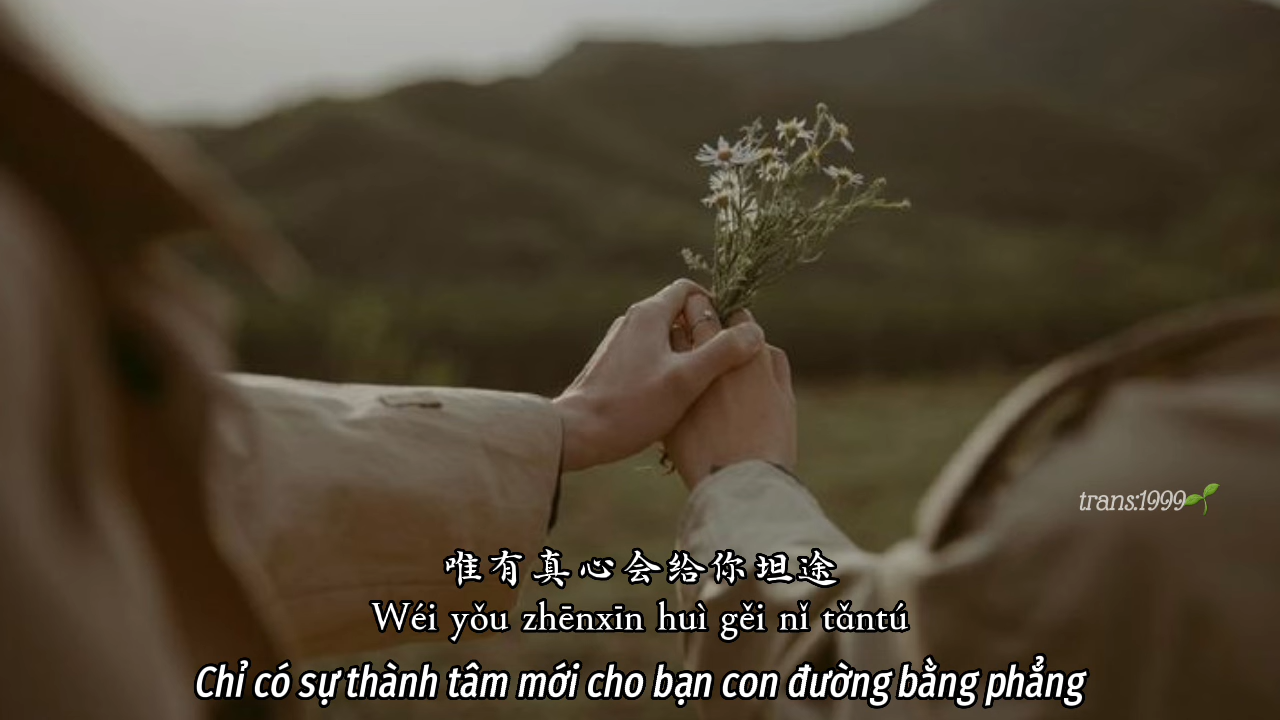 trans:1999
唯有真心会给你坦途
Wéi yǒu zhēnxīn huì gěi nǐ tǎntú
Chỉ có sự thành tâm mới cho bạn con đường bằng phẳng